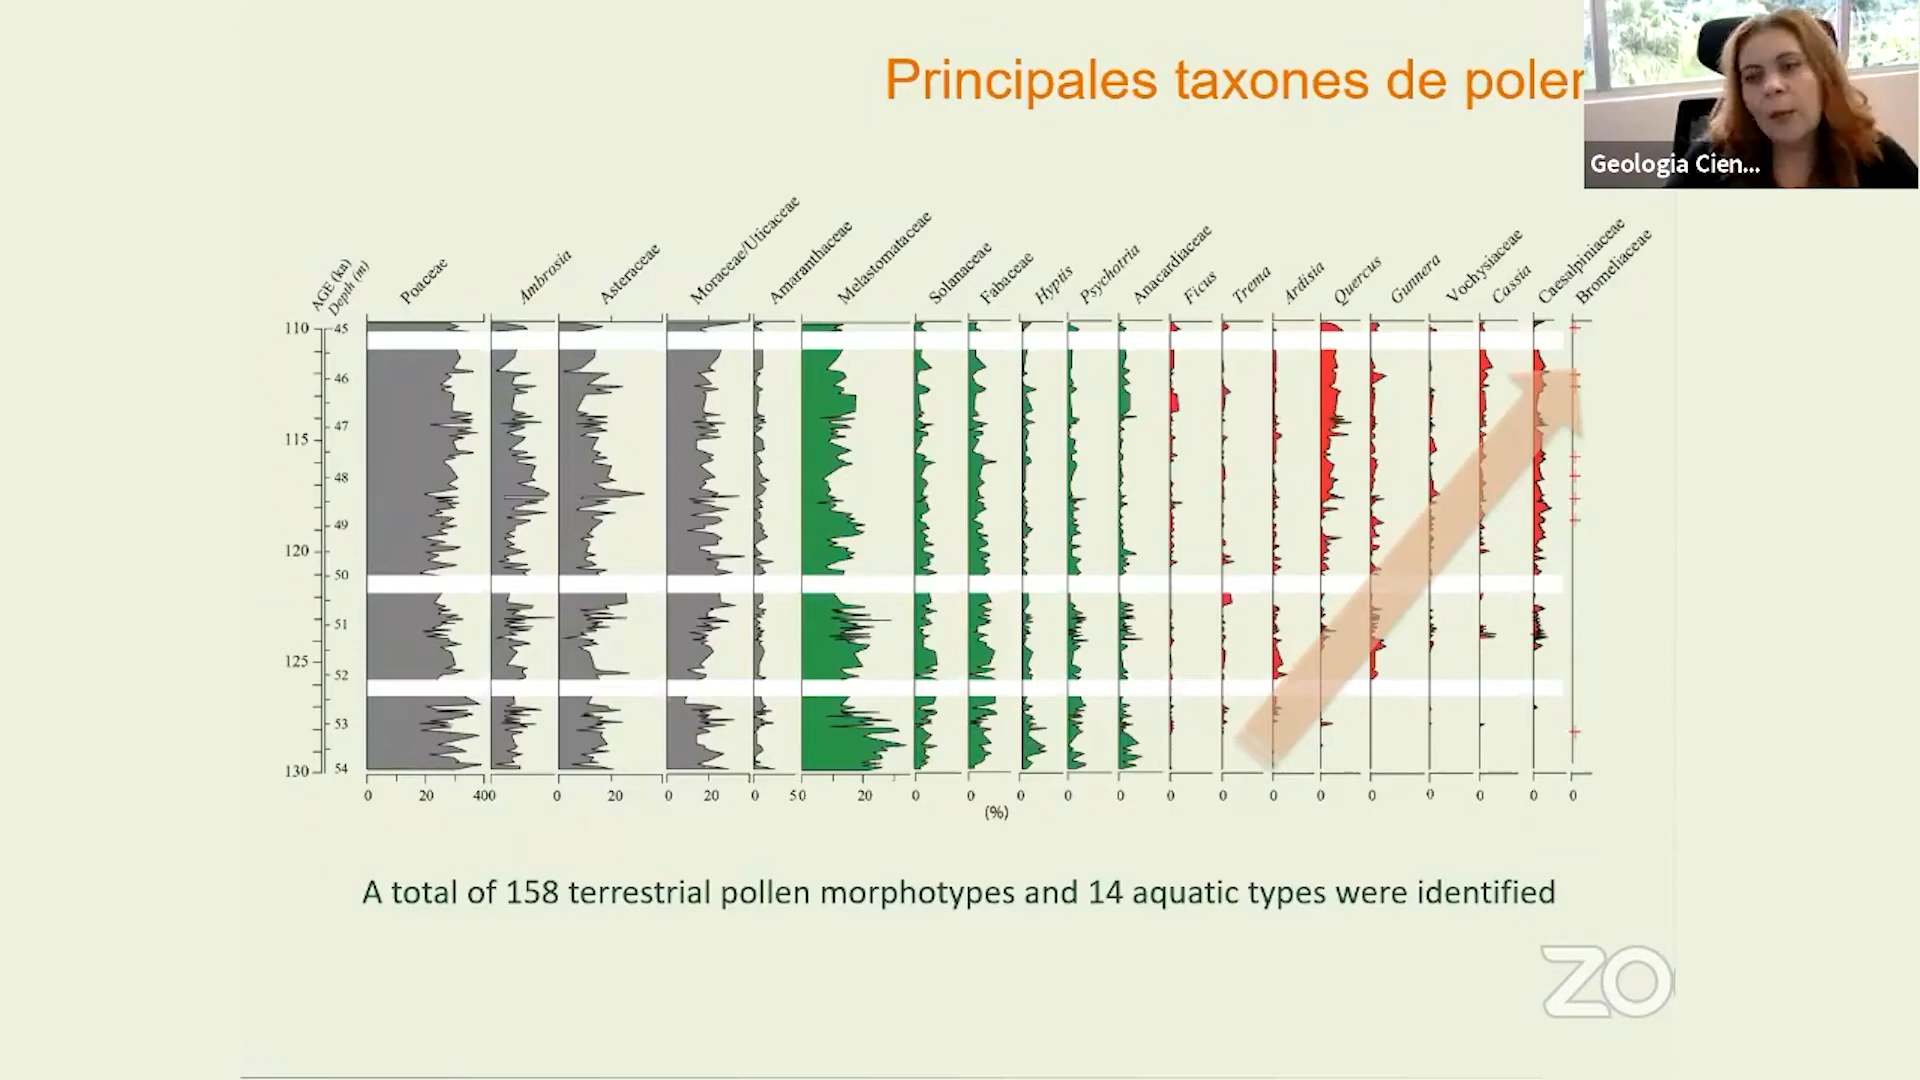 Principales taxones de polen
Geologia Cien...
AGE (ka)
Depth (m)
Poaceae
Ambrosia
Asteraceae
Moraceae/Uticaceae
Amaranthaceae
Melastomataceae
Solanaceae
Fabaceae
Hyptis
Psychotria
Anacardiaceae
Ficus
Trema
Ardisia
Quercus
Gunnera
Vochysiaceae
Cassia
Caesalpiniaceae
Bromeliaceae
110 45
46
47
115
48
49
120
50
51
125
52
53
130 54
0 20 400 0 20 0 20 0 50 20 0 0 0 0 0 0 0 0 0 0 0 0 0 0
(%)
A total of 158 terrestrial pollen morphotypes and 14 aquatic types were identified
ZO